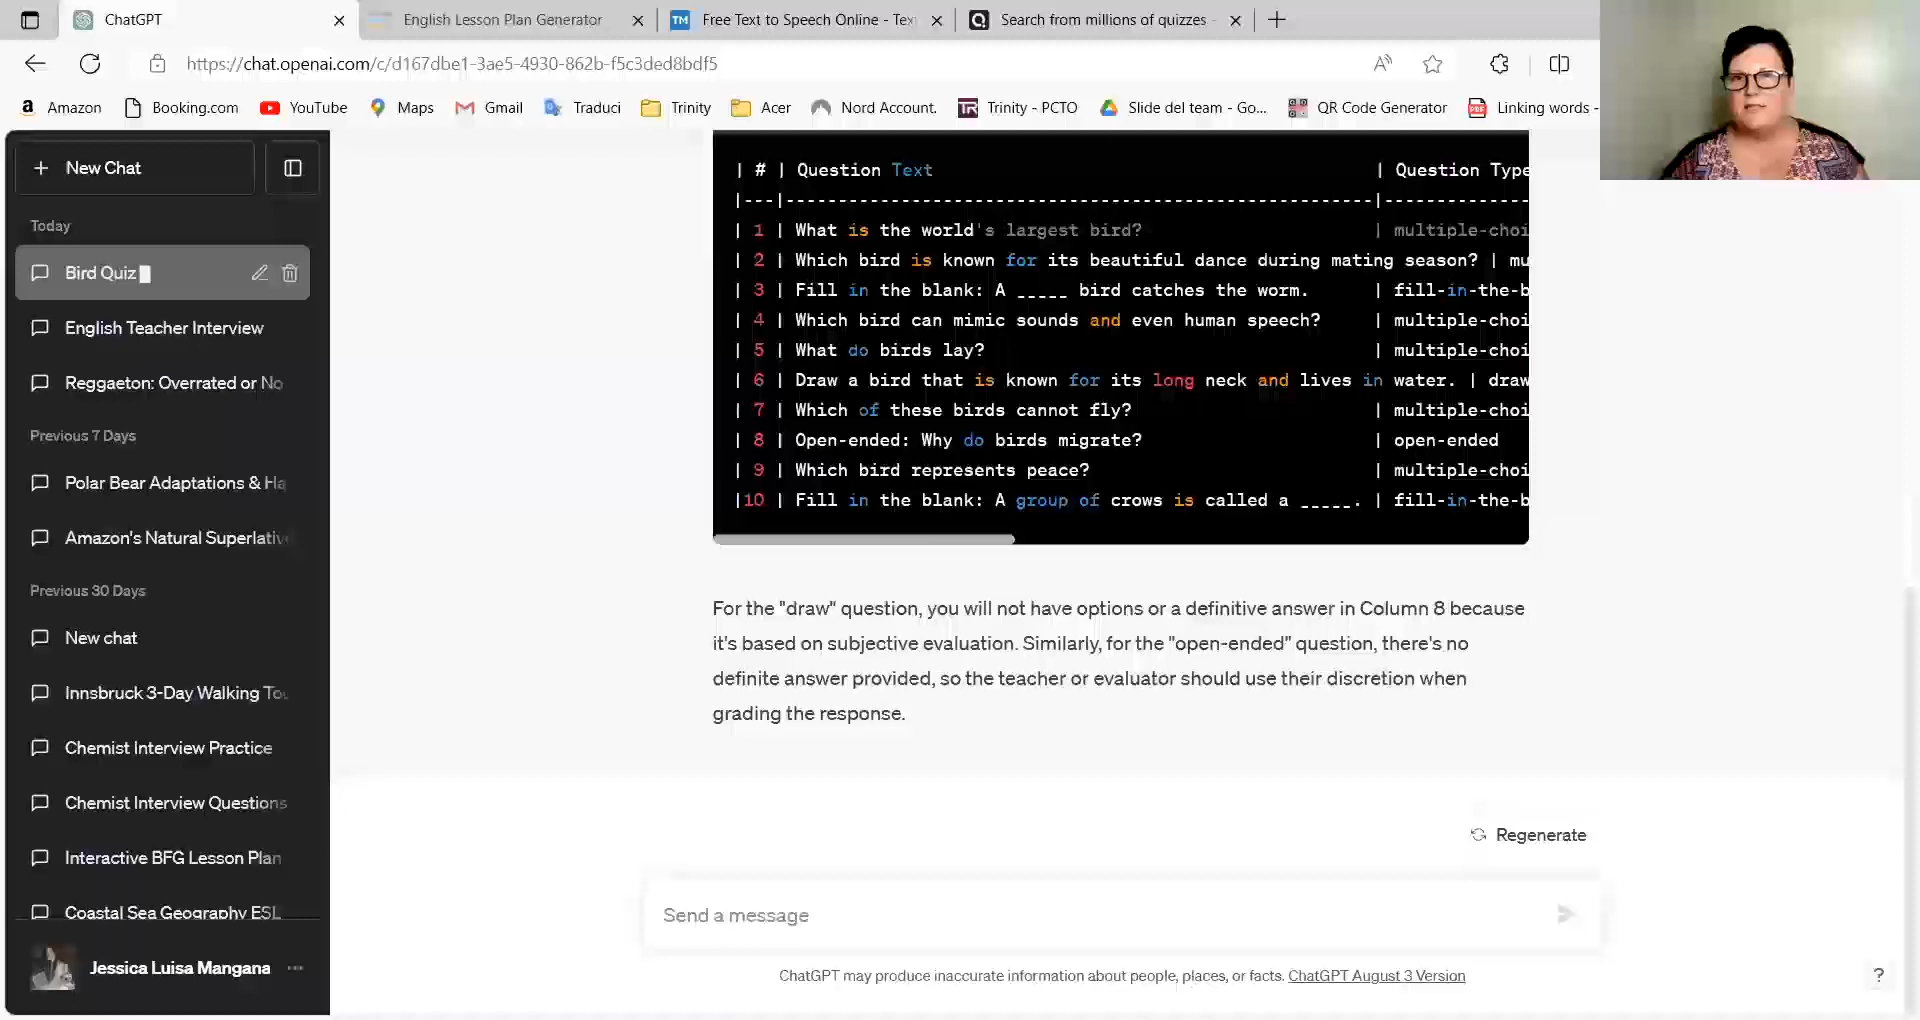 ChatGPT
English Lesson Plan Generator
Free Text to Speech Online - Tex
Search from millions of quizzes -
https://chat.openai.com/c/d167dbe1-3ae5-4930-862b-f5c3ded8bdf5
Amazon
Booking.com
YouTube
Maps
Gmail
Traduci
Trinity
Acer
Nord Account.
Trinity - PCTO
Slide del team - Go...
QR Code Generator
Linking words -
New Chat
Today
Bird Quiz
English Teacher Interview
Reggaeton: Overrated or No
Previous 7 Days
Polar Bear Adaptations & Ha
Amazon's Natural Superlative
Previous 30 Days
New chat
Innsbruck 3-Day Walking Tou
Chemist Interview Practice
Chemist Interview Questions
Interactive BFG Lesson Plan
Coastal Sea Geography ESL
Jessica Luisa Mangana
| # | Question Text | Question Type
|---|--------------------------------------------------------|-------------
| 1 | What is the world's largest bird? | multiple-choi
| 2 | Which bird is known for its beautiful dance during mating season? | mu
| 3 | Fill in the blank: A _____ bird catches the worm. | fill-in-the-b
| 4 | Which bird can mimic sounds and even human speech? | multiple-choi
| 5 | What do birds lay? | multiple-choi
| 6 | Draw a bird that is known for its long neck and lives in water. | draw
| 7 | Which of these birds cannot fly? | multiple-choi
| 8 | Open-ended: Why do birds migrate? | open-ended
| 9 | Which bird represents peace? | multiple-choi
|10 | Fill in the blank: A group of crows is called a _____. | fill-in-the-b
For the "draw" question, you will not have options or a definitive answer in Column 8 because
it's based on subjective evaluation. Similarly, for the "open-ended" question, there's no
definite answer provided, so the teacher or evaluator should use their discretion when
grading the response.
Regenerate
Send a message
ChatGPT may produce inaccurate information about people, places, or facts. ChatGPT August 3 Version
?